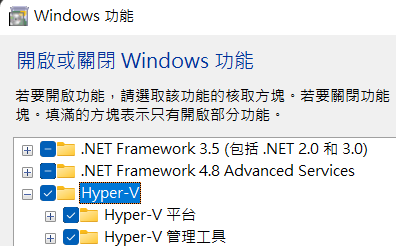 Windows 功能
開啟或關閉 Windows 功能
若要開啟功能，請選取該功能的核取方塊。若要關閉功能
塊。填滿的方塊表示只有開啟部分功能。
.NET Framework 3.5 (包括 .NET 2.0 和 3.0)
.NET Framework 4.8 Advanced Services
Hyper-V
Hyper-V 平台
Hyper-V 管理工具